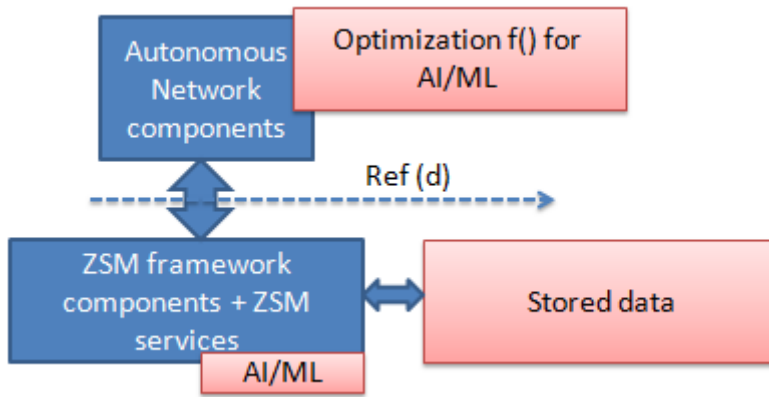 Autonomous
Network
components
Optimization f() for
AI/ML
Ref (d)
ZSM framework
components + ZSM
services
AI/ML
Stored data